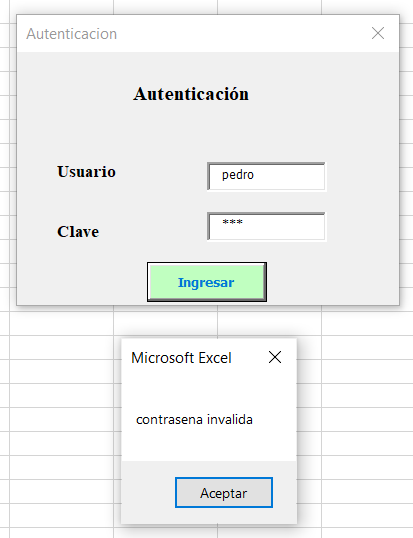 Autenticacion
Autenticación
Usuario
pedro
Clave
***
Ingresar
Microsoft Excel
contrasena invalida
Aceptar